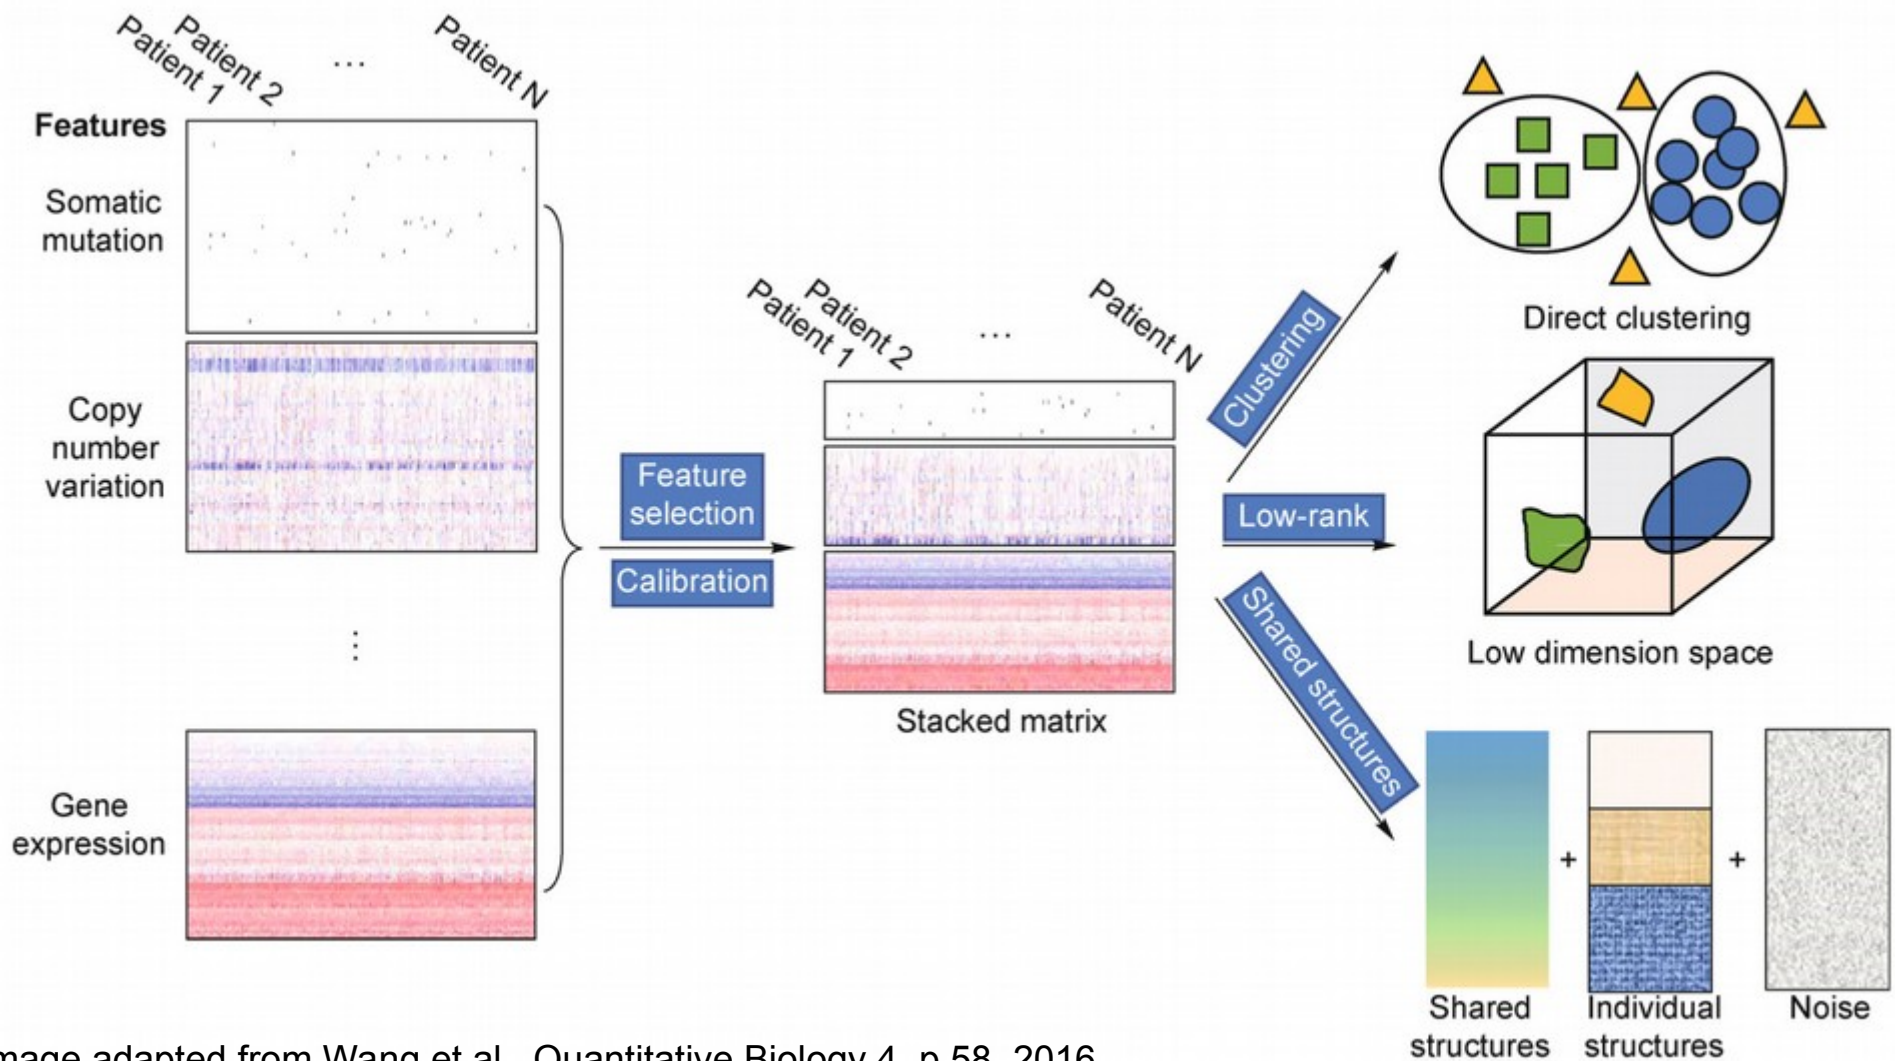 Patient 1
Patient 2
...
Patient N
Features
Somatic
mutation
Copy
number
variation
⋮
Gene
expression
Feature
selection
Calibration
Patient 1
Patient 2
...
Patient N
Stacked matrix
Clustering
Low-rank
Shared structures
Direct clustering
Low dimension space
+
+
Shared
structures
Individual
structures
Noise
mage adapted from Wang et al., Quantitative Biology 4, p.58, 2016